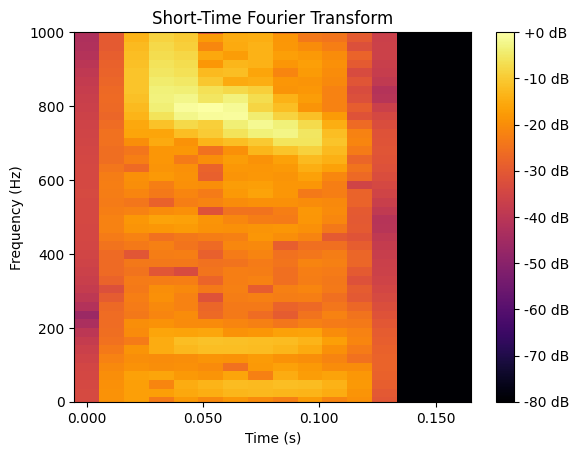 Short-Time Fourier Transform
1000
800
600
400
200
0
Frequency (Hz)
0.000
0.050
0.100
0.150
Time (s)
+0 dB
-10 dB
-20 dB
-30 dB
-40 dB
-50 dB
-60 dB
-70 dB
-80 dB